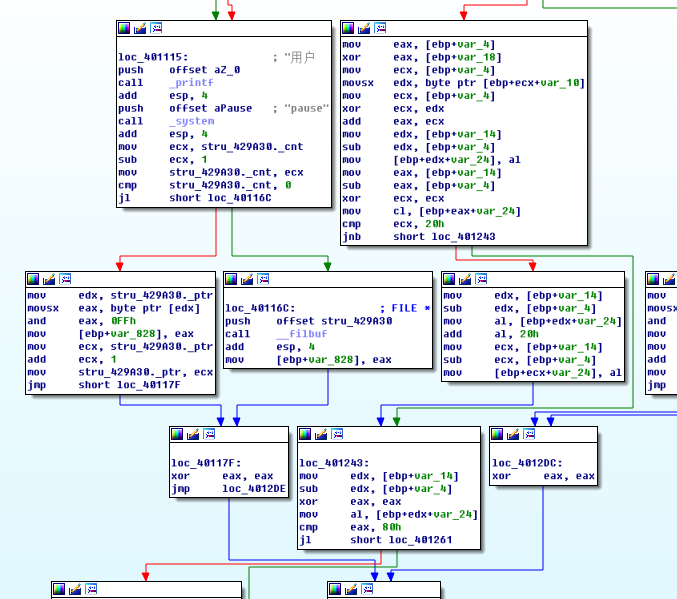 loc_401115: ; "用户
push offset aZ_0
call _printf
add esp, 4
push offset aPause ; "pause"
call _system
add esp, 4
mov ecx, stru_429A30._cnt
sub ecx, 1
mov stru_429A30._cnt, ecx
cmp stru_429A30._cnt, 0
jl short loc_40116C
mov eax, [ebp+var_4]
xor eax, [ebp+var_18]
mov ecx, [ebp+var_4]
movsx edx, byte ptr [ebp+ecx+var_10]
mov ecx, [ebp+var_4]
xor ecx, edx
add eax, ecx
mov edx, [ebp+var_14]
sub edx, [ebp+var_4]
mov [ebp+edx+var_24], al
mov eax, [ebp+var_14]
sub eax, [ebp+var_4]
xor ecx, ecx
mov cl, [ebp+eax+var_24]
cmp ecx, 20h
jnb short loc_401243
mov edx, stru_429A30._ptr
movsx eax, byte ptr [edx]
and eax, 0FFh
mov [ebp+var_828], eax
mov ecx, stru_429A30._ptr
add ecx, 1
mov stru_429A30._ptr, ecx
jmp short loc_40117F
loc_40116C: ; FILE *
push offset stru_429A30
call __filbuf
add esp, 4
mov [ebp+var_828], eax
mov edx, [ebp+var_14]
sub edx, [ebp+var_4]
mov al, [ebp+edx+var_24]
add al, 20h
mov ecx, [ebp+var_14]
sub ecx, [ebp+var_4]
mov [ebp+ecx+var_24], al
mov
movsx
and
mov
mov
add
mov
jmp
loc_40117F:
xor eax, eax
jmp loc_4012DE
loc_401243:
mov edx, [ebp+var_14]
sub edx, [ebp+var_4]
xor eax, eax
mov al, [ebp+edx+var_24]
cmp eax, 80h
jl short loc_401261
loc_4012DC:
xor eax, eax